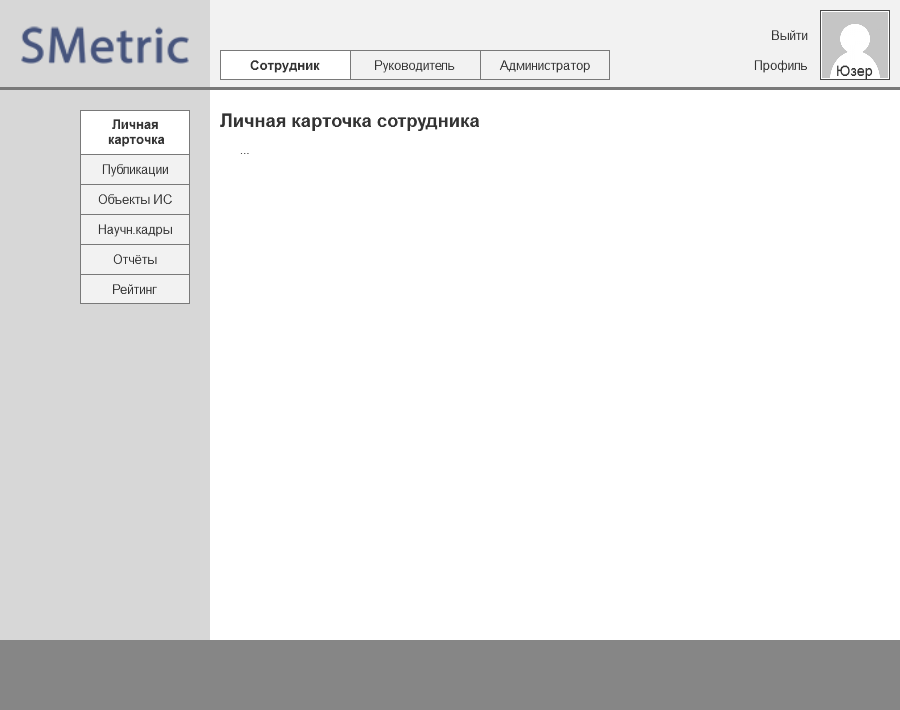 SMetric
Выйти
Сотрудник
Руководитель
Администратор
Профиль
Юзер
Личная
карточка
Публикации
Объекты ИС
Научн.кадры
Отчёты
Рейтинг
Личная карточка сотрудника
...